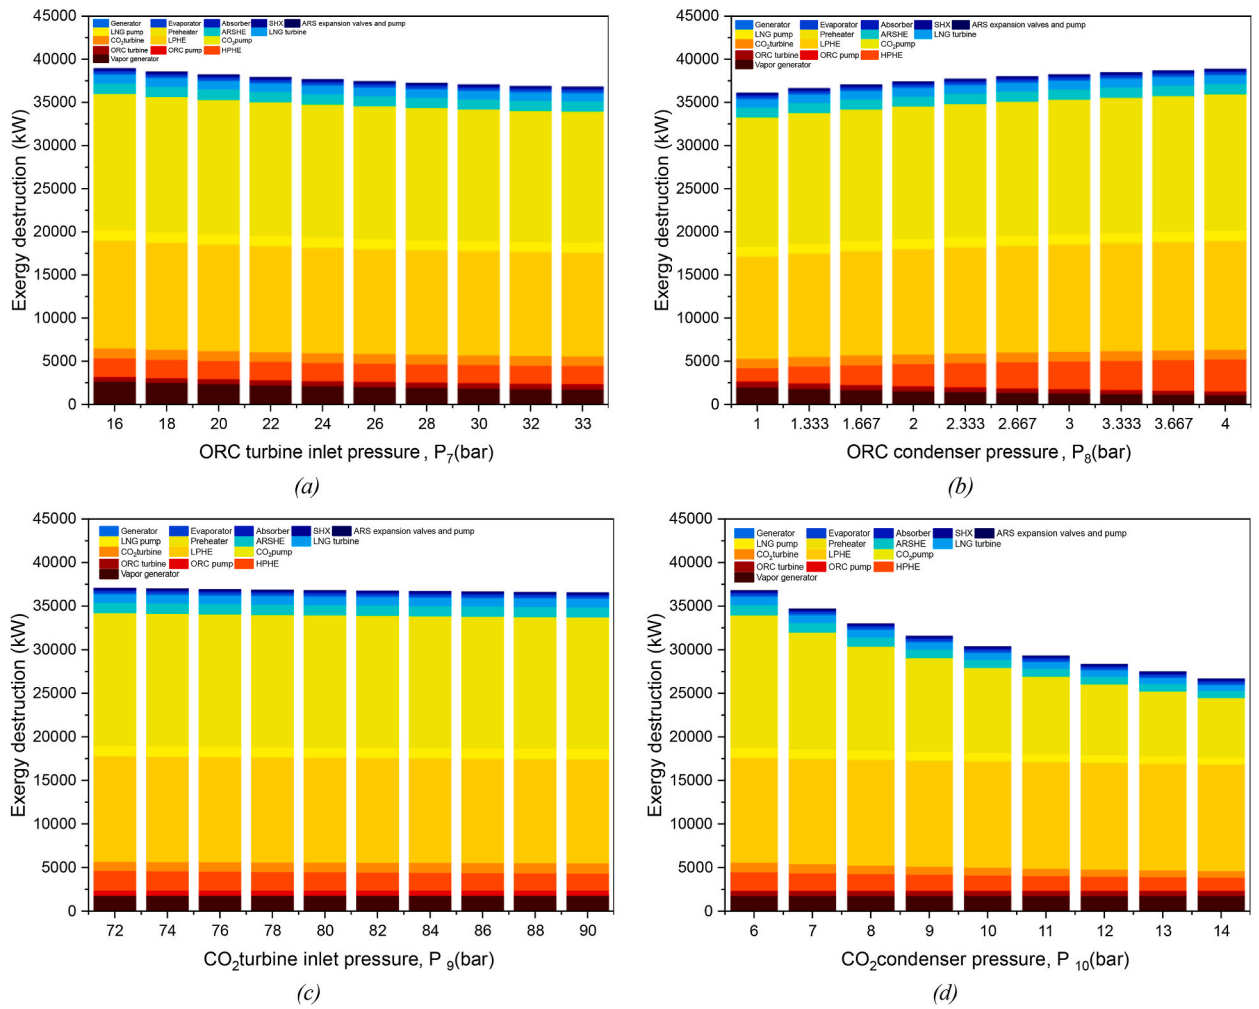 45000
40000
35000
30000
25000
20000
15000
10000
5000
0
Exergy destruction (kW)
Generator Evaporator Absorber SHX ARS expansion valves and pump
LNG pump Preheater ARSHE LNG turbine
CO2turbine LPHE CO2pump
ORC turbine ORC pump HPHE
Vapor generator
16 18 20 22 24 26 28 30 32 33
ORC turbine inlet pressure , P7(bar)
(a)
45000
40000
35000
30000
25000
20000
15000
10000
5000
0
Exergy destruction (kW)
Generator Evaporator Absorber SHX ARS expansion valves and pump
LNG pump Preheater ARSHE LNG turbine
CO2turbine LPHE CO2pump
ORC turbine ORC pump HPHE
Vapor generator
1 1.333 1.667 2 2.333 2.667 3 3.333 3.667 4
ORC condenser pressure , P8(bar)
(b)
45000
40000
35000
30000
25000
20000
15000
10000
5000
0
Exergy destruction (kW)
Generator Evaporator Absorber SHX ARS expansion valves and pump
LNG pump Preheater ARSHE LNG turbine
CO2turbine LPHE CO2pump
ORC turbine ORC pump HPHE
Vapor generator
72 74 76 78 80 82 84 86 88 90
CO2turbine inlet pressure, P 9(bar)
(c)
45000
40000
35000
30000
25000
20000
15000
10000
5000
0
Exergy destruction (kW)
Generator Evaporator Absorber SHX ARS expansion valves and pump
LNG pump Preheater ARSHE LNG turbine
CO2turbine LPHE CO2pump
ORC turbine ORC pump HPHE
Vapor generator
6 7 8 9 10 11 12 13 14
CO2condenser pressure, P 10(bar)
(d)